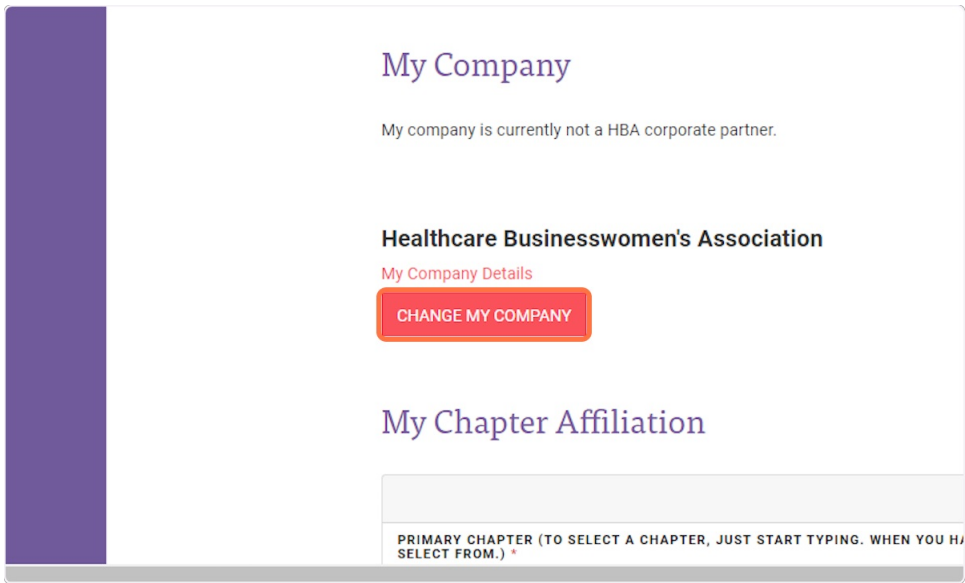 My Company
My company is currently not a HBA corporate partner.
Healthcare Businesswomen's Association
My Company Details
CHANGE MY COMPANY
My Chapter Affiliation
PRIMARY CHAPTER (TO SELECT A CHAPTER, JUST START TYPING. WHEN YOU
SELECT FROM.) *